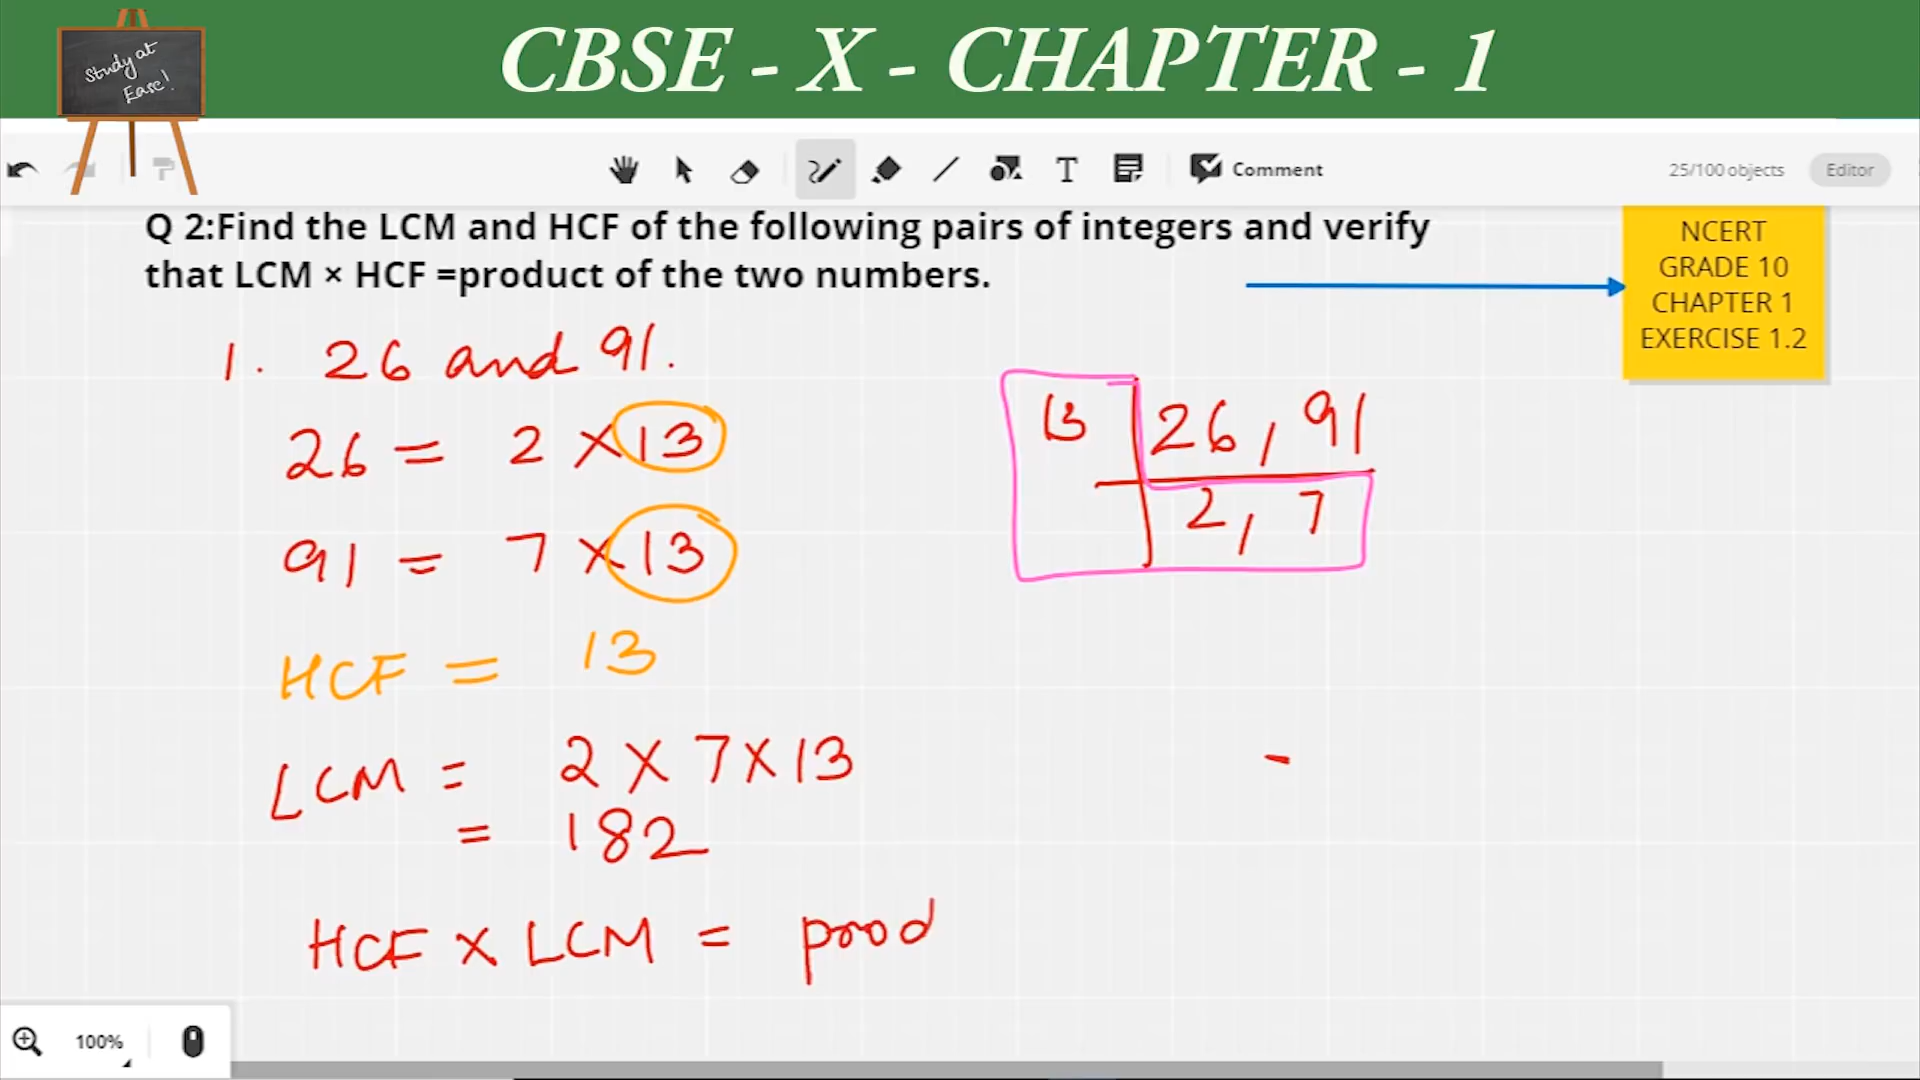 CBSE - X - CHAPTER - 1
Study at
Ease!
T
Comment
25/100 objects
Editor
Q 2:Find the LCM and HCF of the following pairs of integers and verify
that LCM × HCF =product of the two numbers.
NCERT
GRADE 10
CHAPTER 1
EXERCISE 1.2
1. 26 and 91.
26 = 2 × 13
91 = 7 × 13
HCF = 13
LCM = 2 × 7 × 13
= 182
HCF × LCM = prod
13 26, 91
2, 7
-
100%